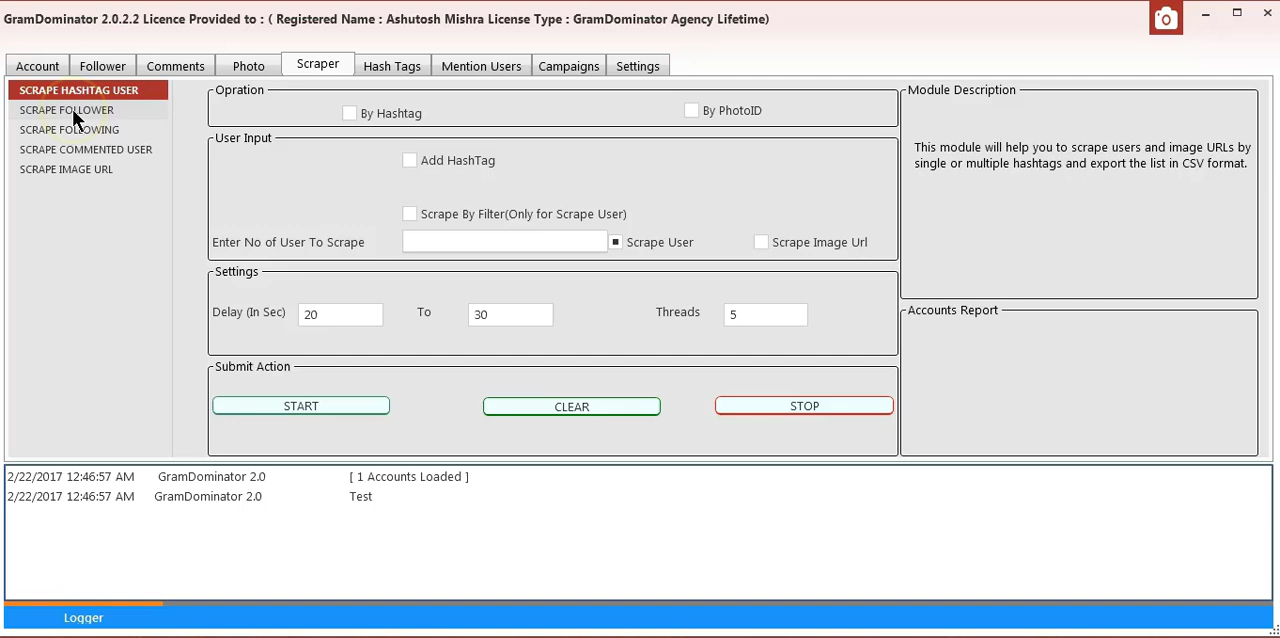 GramDominator 2.0.2.2 Licence Provided to : ( Registered Name : Ashutosh Mishra License Type : GramDominator Agency Lifetime)
Account Follower Comments Photo Scraper Hash Tags Mention Users Campaigns Settings
SCRAPE HASHTAG USER
SCRAPE FOLLOWER
SCRAPE FOLLOWING
SCRAPE COMMENTED USER
SCRAPE IMAGE URL
Opration
By Hashtag By PhotoID
User Input
Add HashTag
Scrape By Filter(Only for Scrape User)
Enter No of User To Scrape Scrape User Scrape Image Url
Settings
Delay (In Sec) 20 To 30 Threads 5
Submit Action
START CLEAR STOP
Module Description
This module will help you to scrape users and image URLs by
single or multiple hashtags and export the list in CSV format.
Accounts Report
2/22/2017 12:46:57 AM GramDominator 2.0 [ 1 Accounts Loaded ]
2/22/2017 12:46:57 AM GramDominator 2.0 Test
Logger